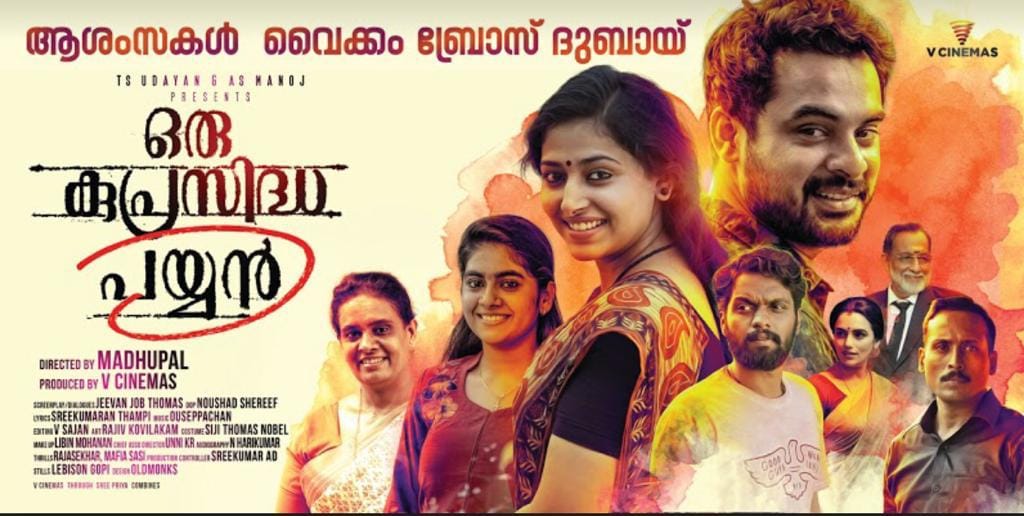 ആശംസകൾ വൈക്കം ബ്രോസ് ദുബായ്
V CINEMAS
TS UDAYAN & AS MANOJ
PRESENTS
ഒരു
കുപ്രസിദ്ധ
പയ്യൻ
DIRECTED BY MADHUPAL
PRODUCED BY V CINEMAS
SCREENPLAY/DIALOGUES JEEVAN JOB THOMAS DOP NOUSHAD SHEREEF
LYRICS SREEKUMARAN THAMPI MUSIC OUSEPPACHAN
EDITING V SAJAN ART RAJIV KOVILAKAM COSTUME SIJI THOMAS NOBEL
MAKE UP LIBIN MOHANAN CHIEF ASSO DIRECTOR UNNI KR RADIOGRAPHY N HARIKUMAR
THRILLS RAJASEKHAR, MAFIA SASI PRODUCTION CONTROLLER SREEKUMAR AD
STILLS LEBISON GOPI DESIGN OLDMONKS
V CINEMAS THROUGH SREE PRIYA COMBINES